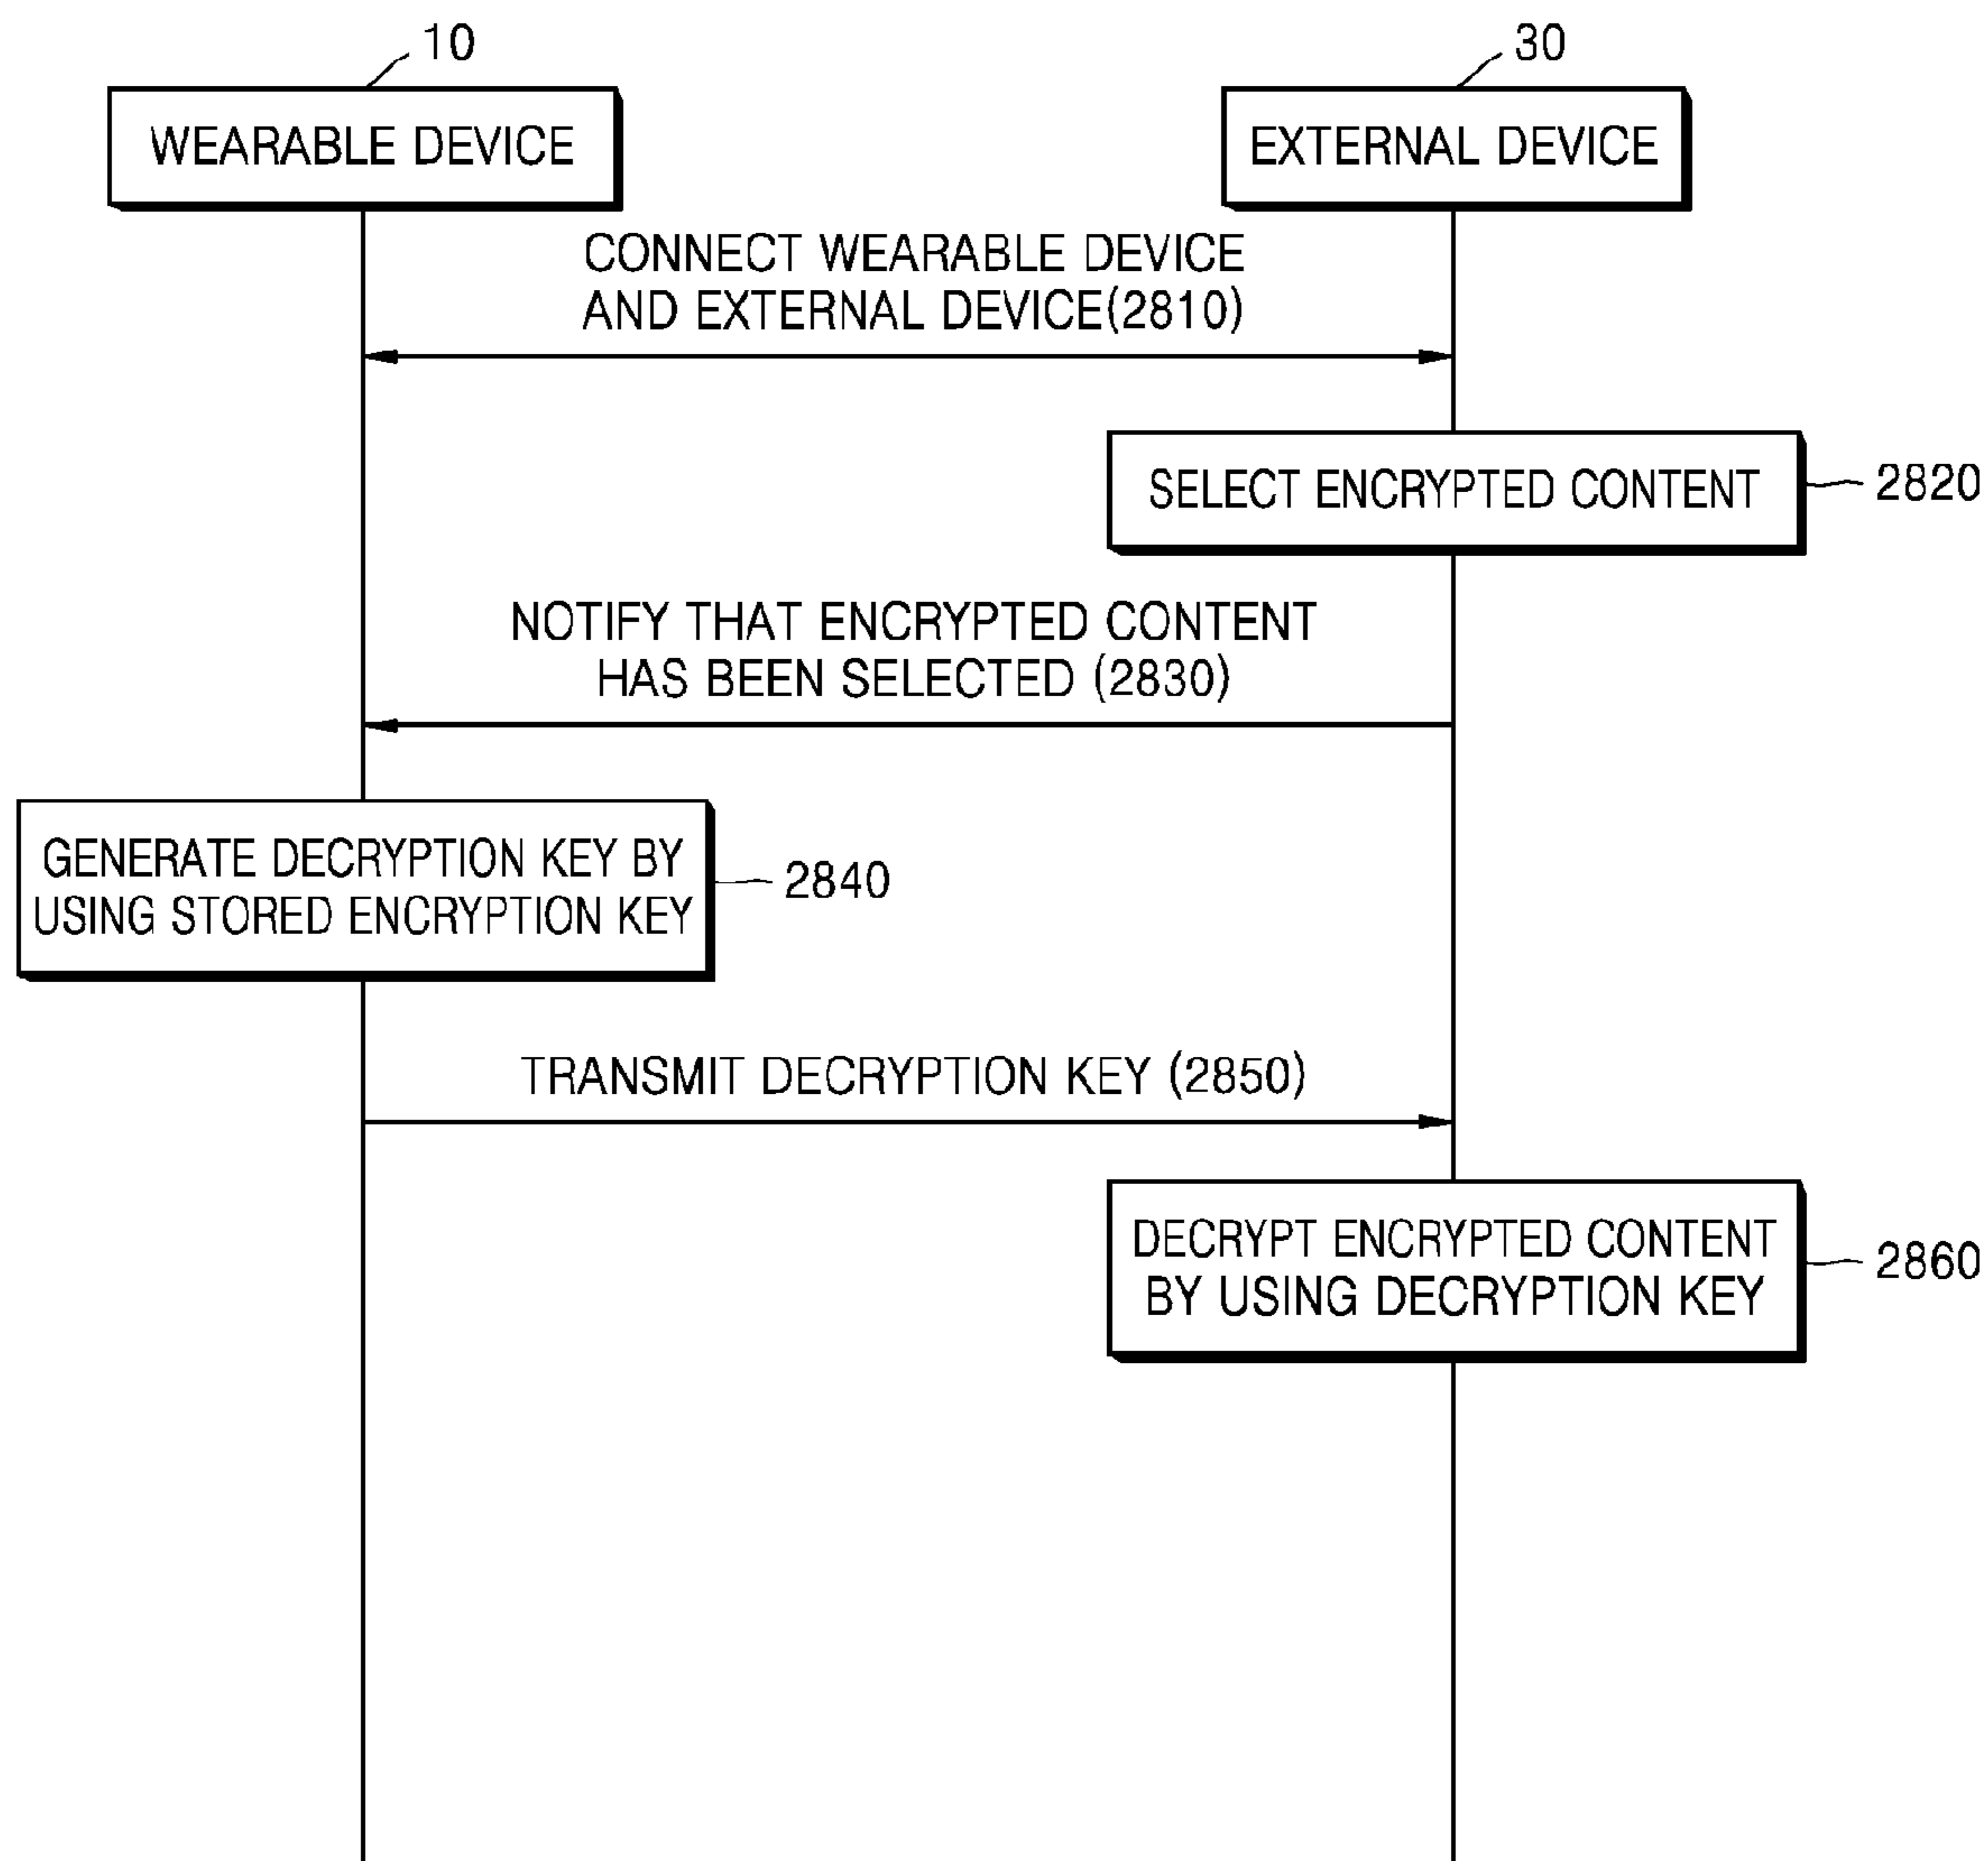 10
30
WEARABLE DEVICE
EXTERNAL DEVICE
CONNECT WEARABLE DEVICE
AND EXTERNAL DEVICE(2810)
SELECT ENCRYPTED CONTENT
2820
NOTIFY THAT ENCRYPTED CONTENT
HAS BEEN SELECTED (2830)
GENERATE DECRYPTION KEY BY
USING STORED ENCRYPTION KEY
2840
TRANSMIT DECRYPTION KEY (2850)
DECRYPT ENCRYPTED CONTENT
BY USING DECRYPTION KEY
2860